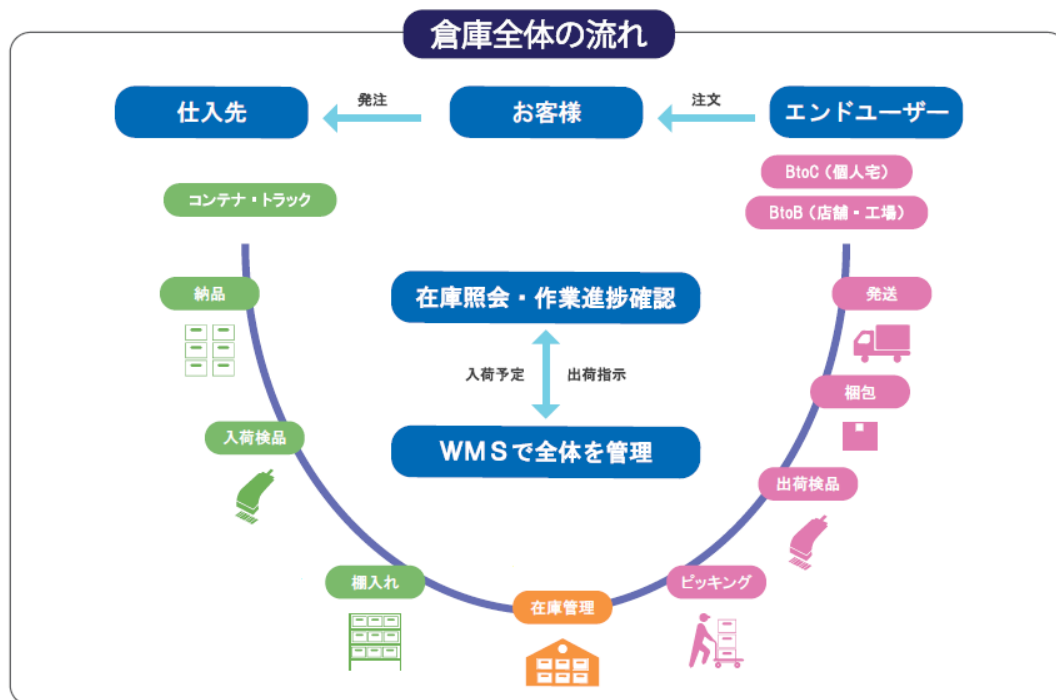 倉庫全体の流れ
仕入先
発注
お客様
注文
エンドユーザー
コンテナ・トラック
BtoC（個人宅）
BtoB（店舗・工場）
納品
在庫照会・作業進捗確認
発送
入荷予定
出荷指示
梱包
入荷検品
WMSで全体を管理
出荷検品
棚入れ
在庫管理
ピッキング